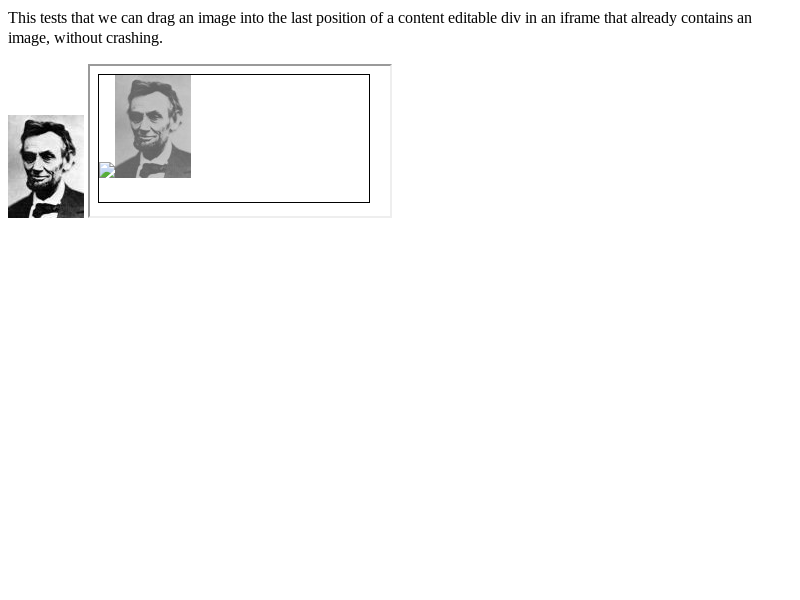 This tests that we can drag an image into the last position of a content editable div in an iframe that already contains an
image, without crashing.